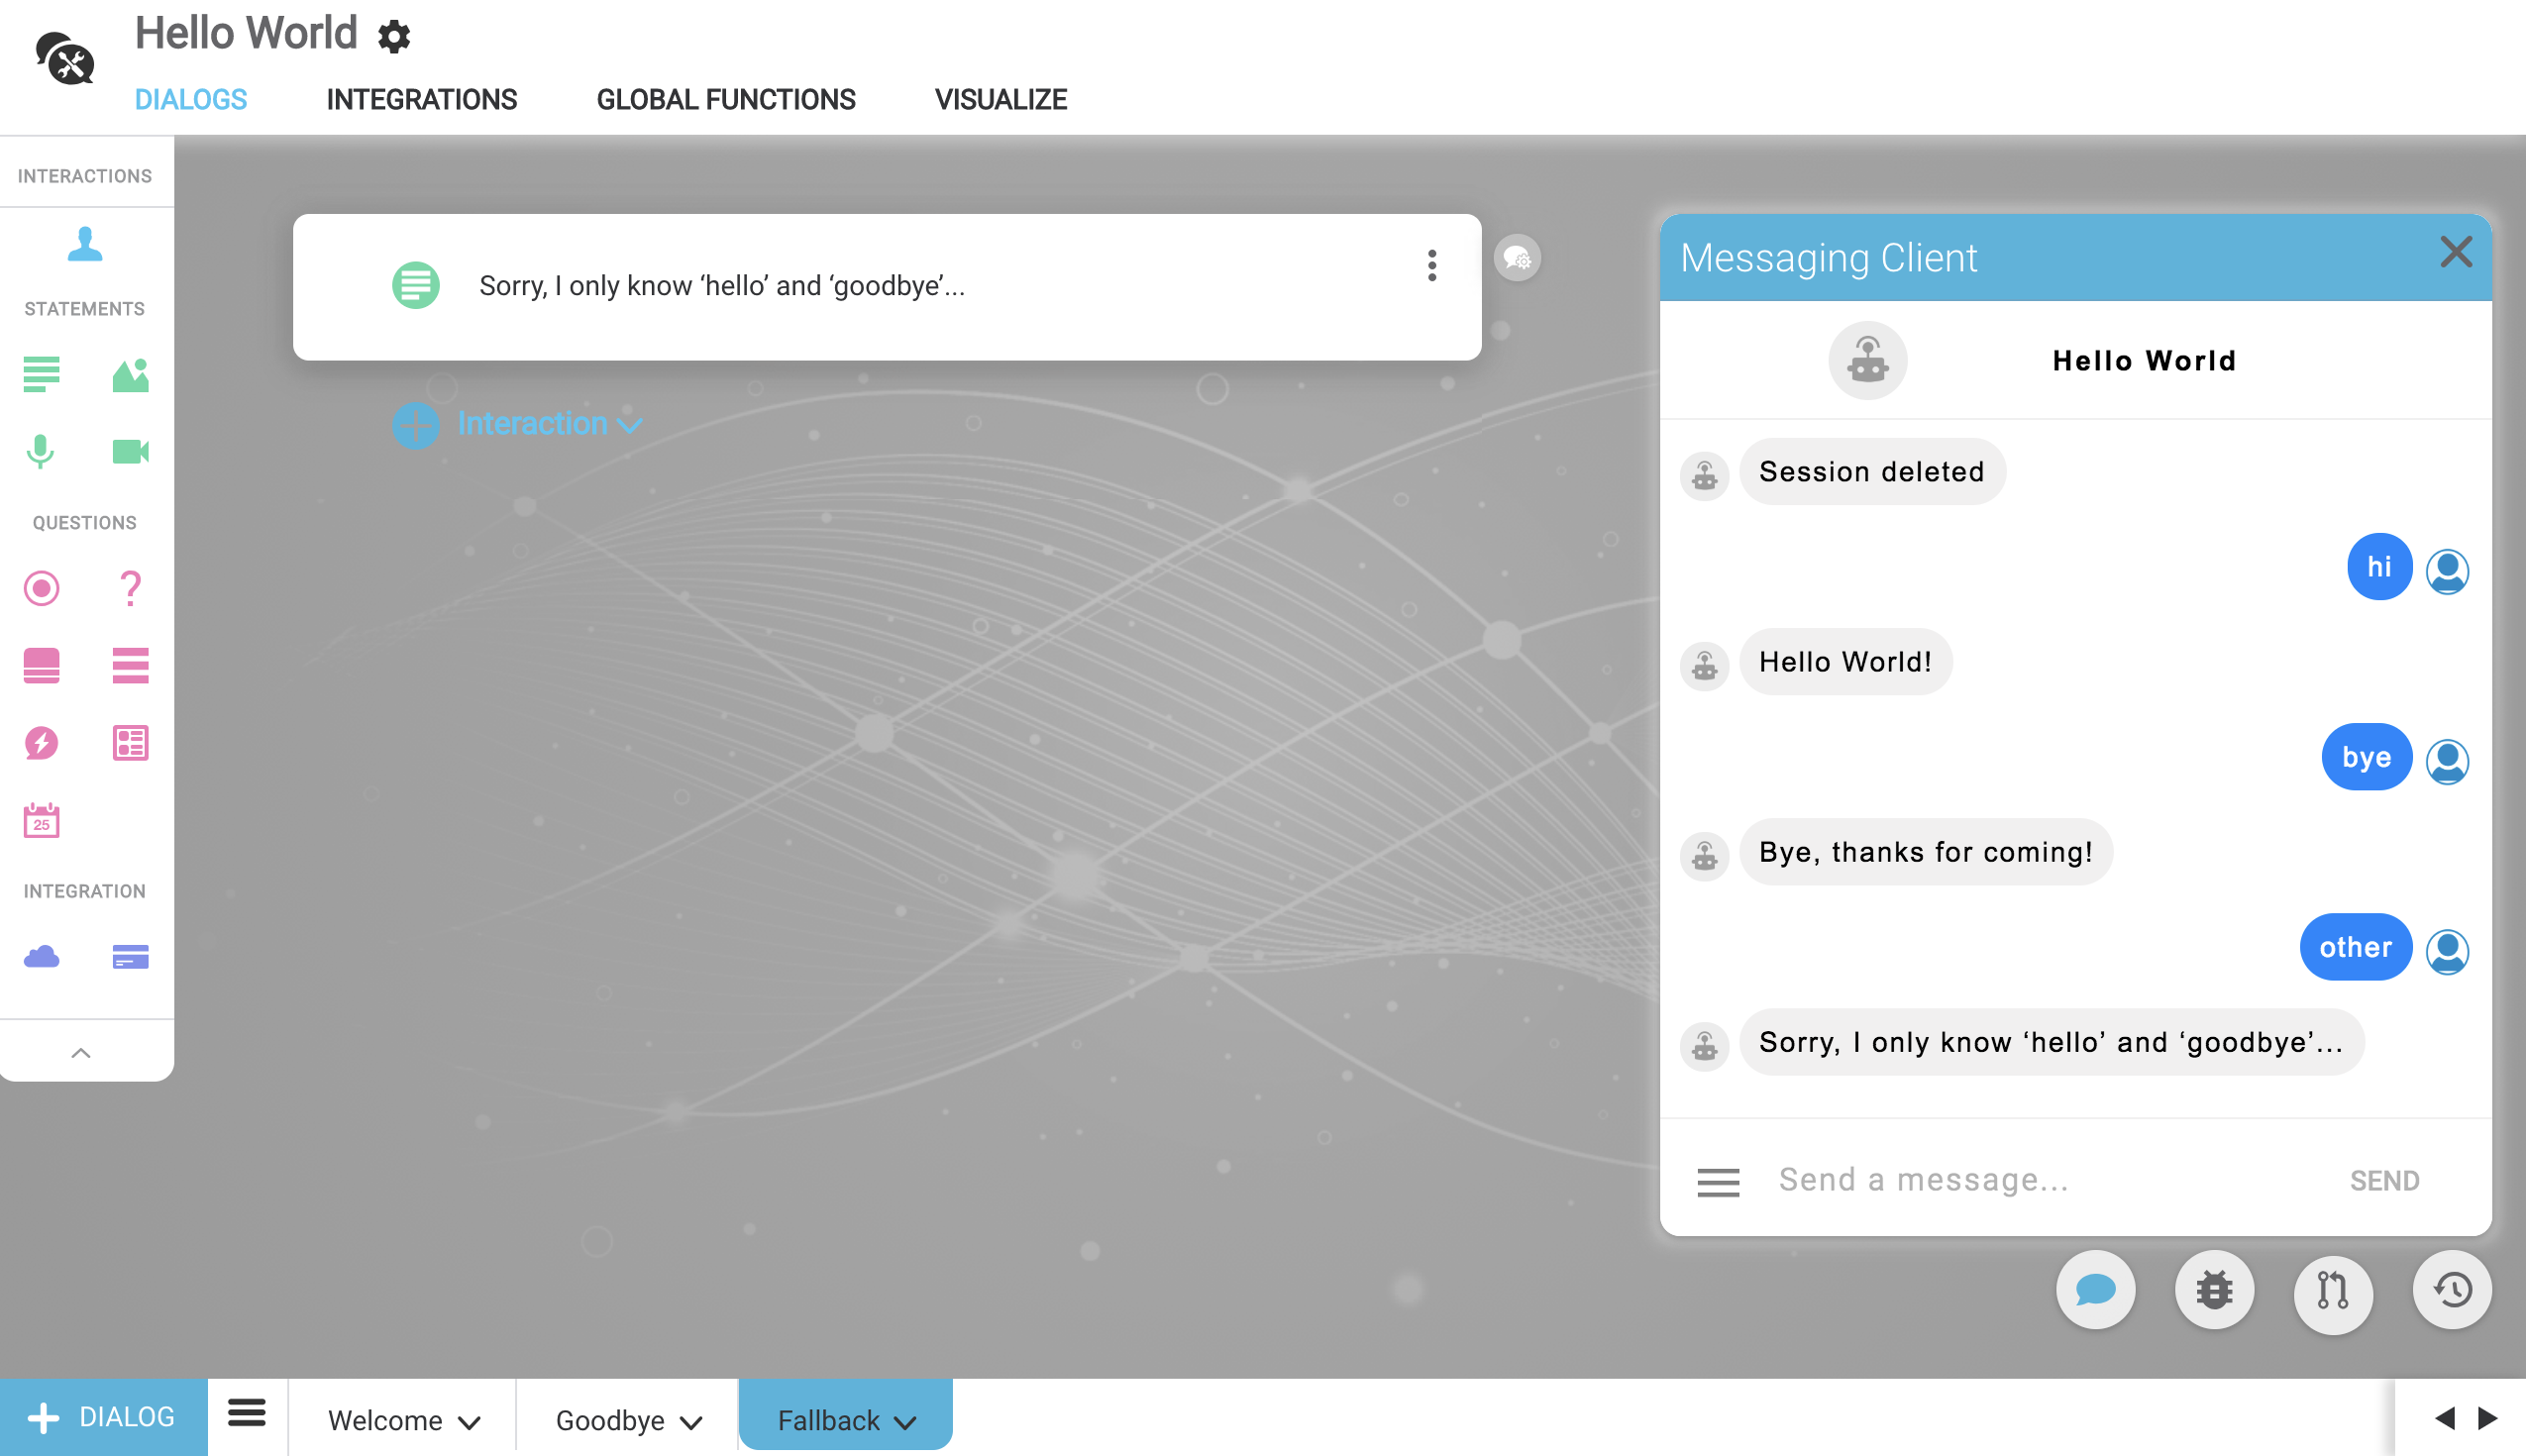 Hello World
DIALOGS
INTEGRATIONS
GLOBAL FUNCTIONS
VISUALIZE
INTERACTIONS
STATEMENTS
QUESTIONS
25
INTEGRATION
Sorry, I only know ‘hello’ and ‘goodbye’...
Interaction
Messaging Client
Hello World
Session deleted
hi
Hello World!
bye
Bye, thanks for coming!
other
Sorry, I only know ‘hello’ and ‘goodbye’...
Send a message...
SEND
DIALOG
Welcome
Goodbye
Fallback